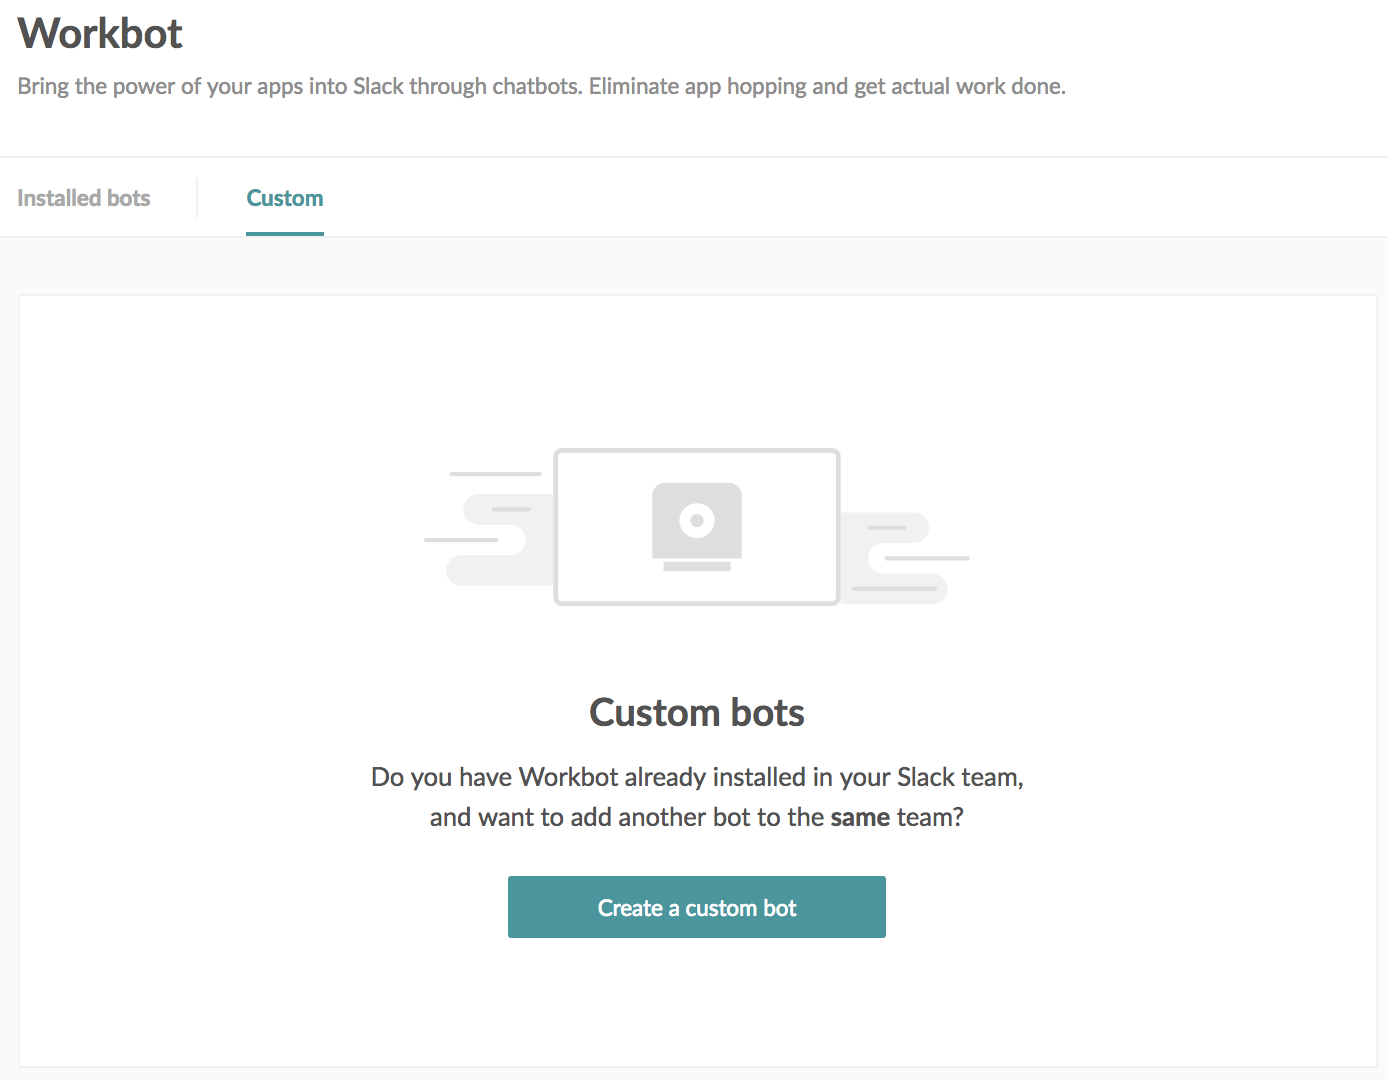 Workbot
Bring the power of your apps into Slack through chatbots. Eliminate app hopping and get actual work done.
Installed bots
Custom
Custom bots
Do you have Workbot already installed in your Slack team,
and want to add another bot to the same team?
Create a custom bot